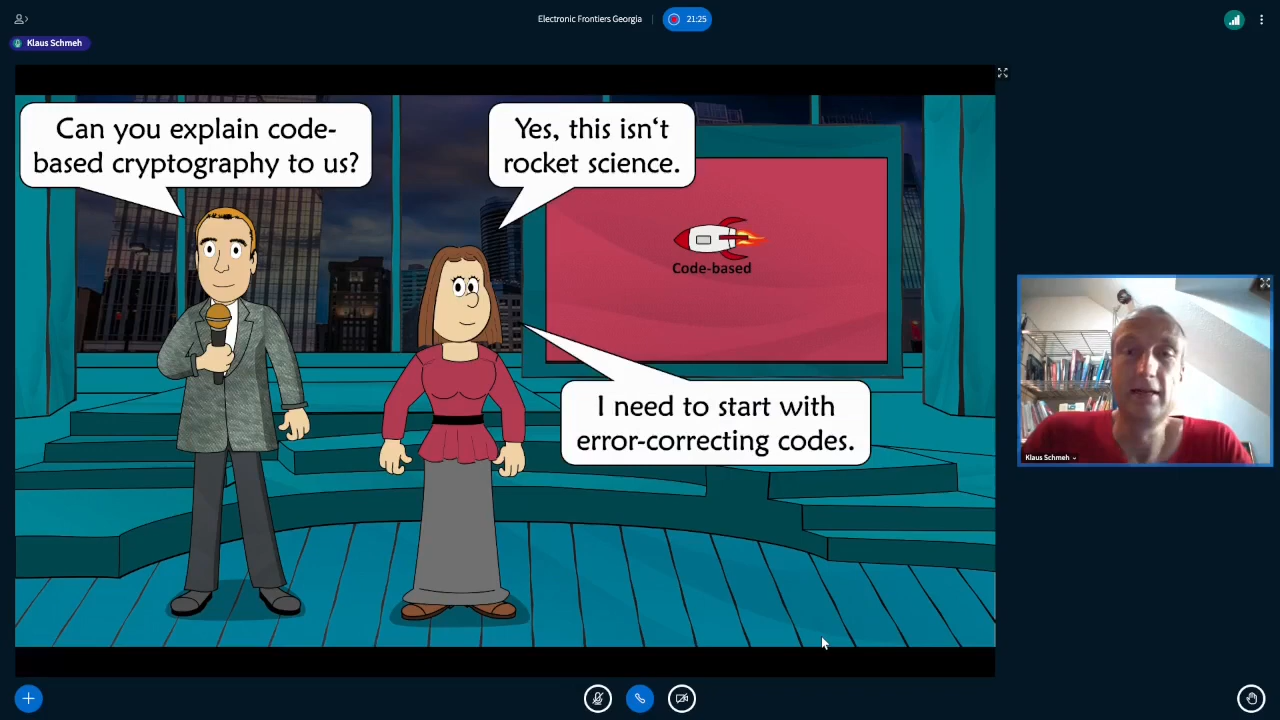 Electronic Frontiers Georgia
21:25
Klaus Schmeh
Can you explain code-
based cryptography to us?
Yes, this isn‘t
rocket science.
Code-based
I need to start with
error-correcting codes.
Klaus Schmeh